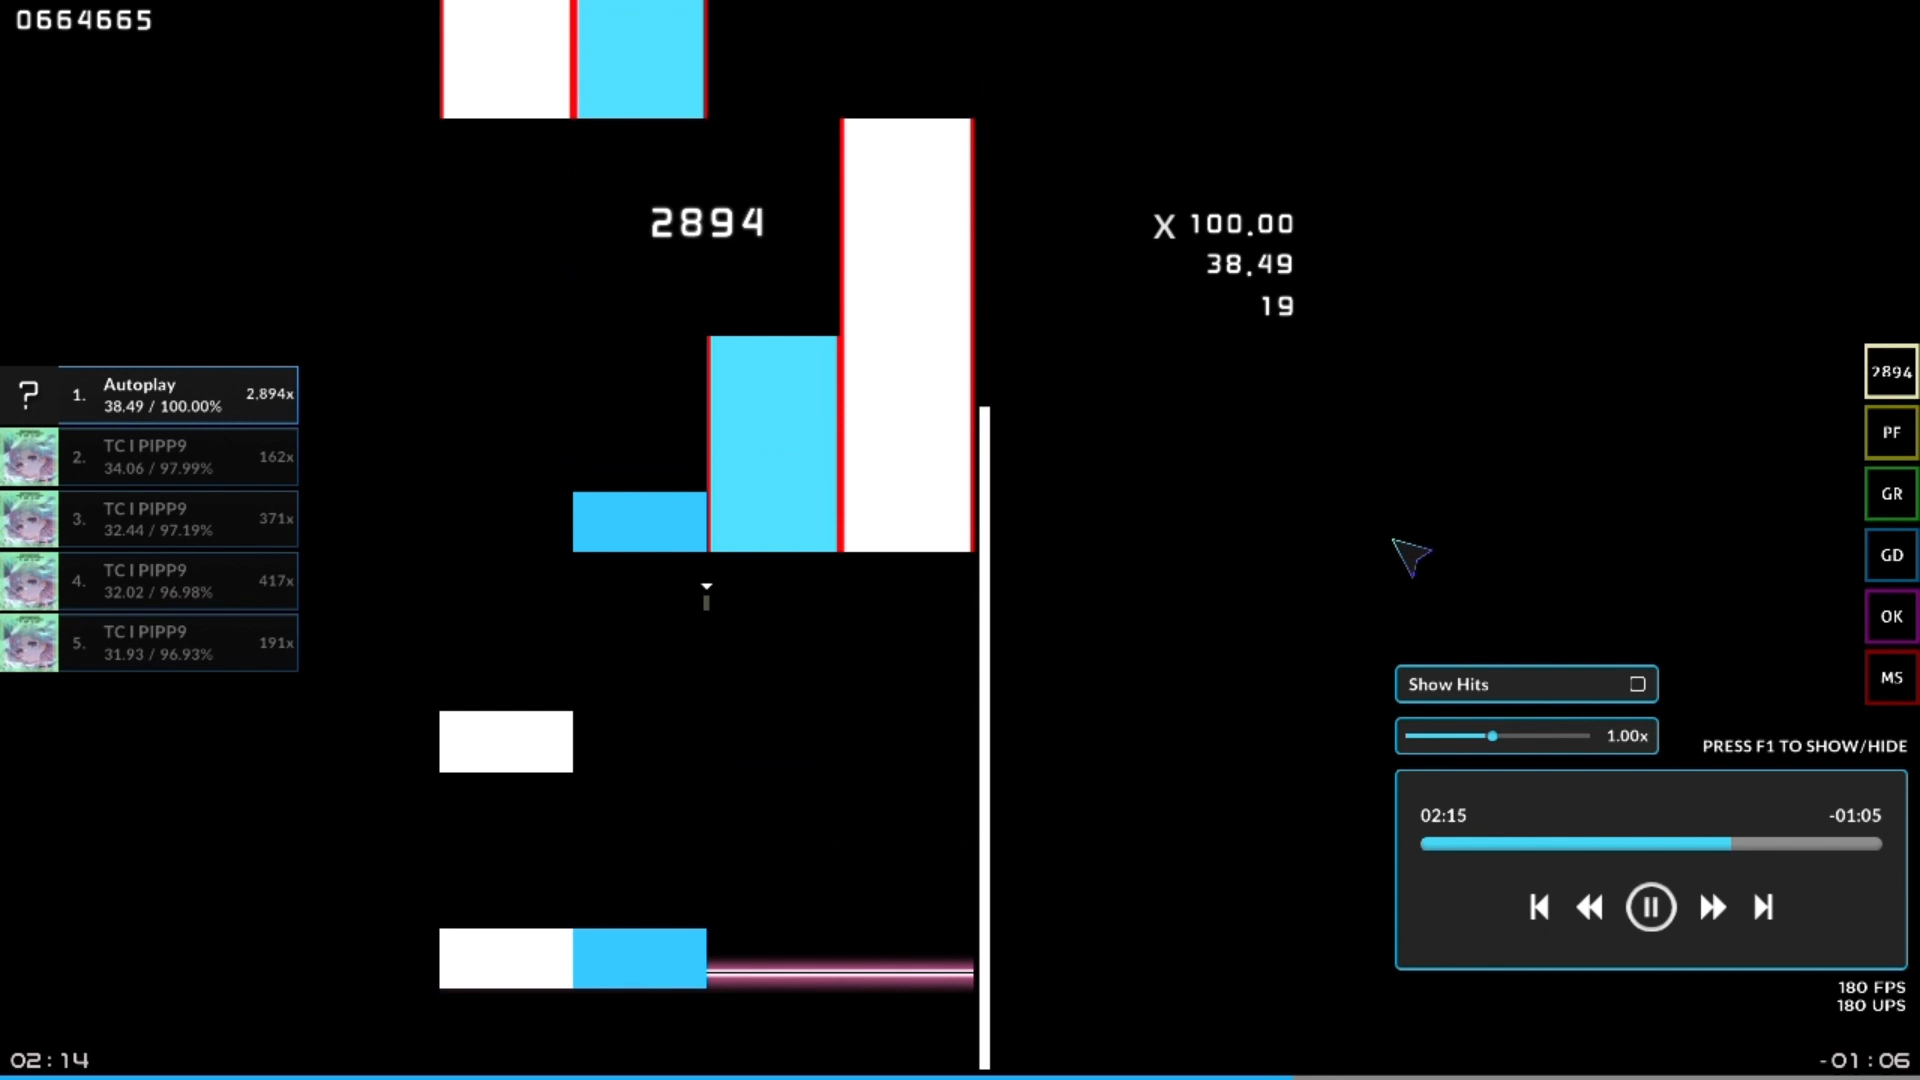 0664665
2894
X 100.00
38.49
19
?
1. Autoplay 2,894x
38.49 / 100.00%
2. TC I PIPP9 162x
34.06 / 97.99%
3. TC I PIPP9 371x
32.44 / 97.19%
4. TC I PIPP9 417x
32.02 / 96.98%
5. TC I PIPP9 191x
31.93 / 96.93%
2894
PF
GR
GD
OK
MS
Show Hits
1.00x
PRESS F1 TO SHOW/HIDE
02:15 -01:05
180 FPS
180 UPS
02:14 -01:06